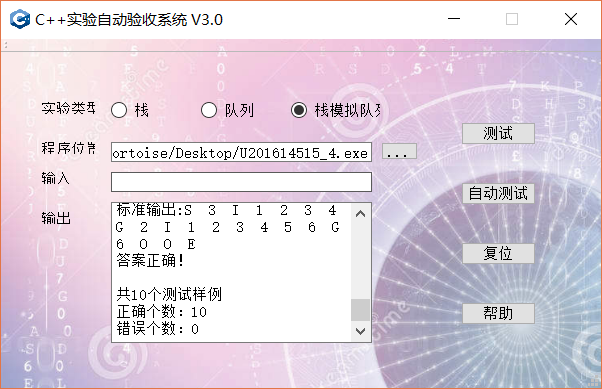 C++实验自动验收系统 V3.0
实验类型 栈 队列 栈模拟队列
程序位置 ortoise/Desktop/U201614515_4.exe ...
测试
输入
自动测试
输出
标准输出:S 3 I 1 2 3 4
G 2 I 1 2 3 4 5 6 G
6 O 0 E
答案正确!
共10个测试样例
正确个数: 10
错误个数: 0
复位
帮助